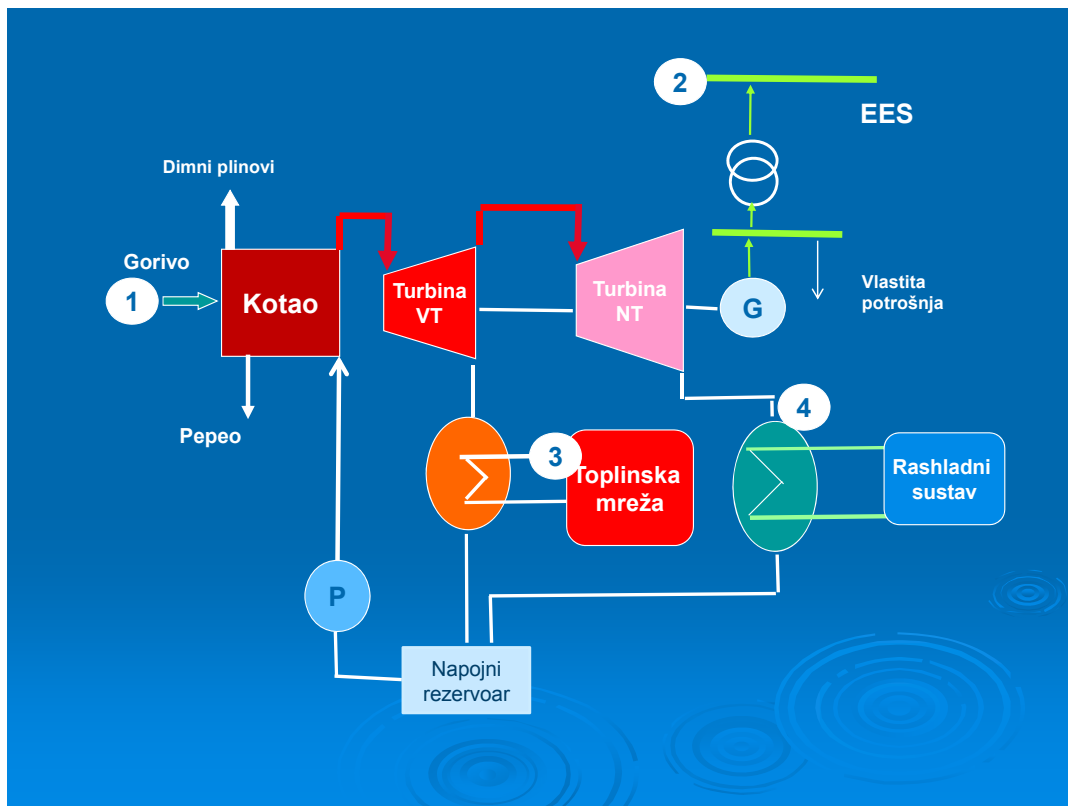 2
EES
Dimni plinovi
Gorivo
1
Kotao
Turbina
VT
Turbina
NT
G
Vlastita
potrošnja
Pepeo
3
Toplinska
mreža
4
Rashladni
sustav
P
Napojni
rezervoar